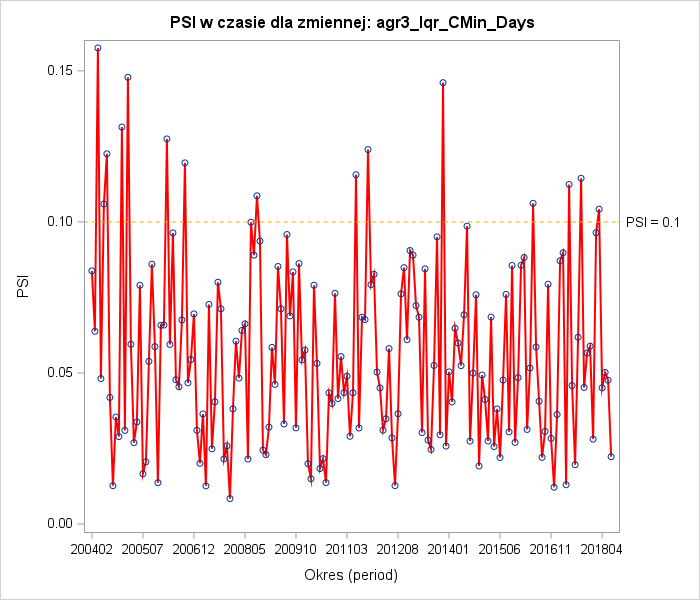 PSI w czasie dla zmiennej: agr3_Iqr_CMin_Days
0.15
0.10
PSI = 0.1
PSI
0.05
0.00
200402 200507 200612 200805 200910 201103 201208 201401 201506 201611 201804
Okres (period)